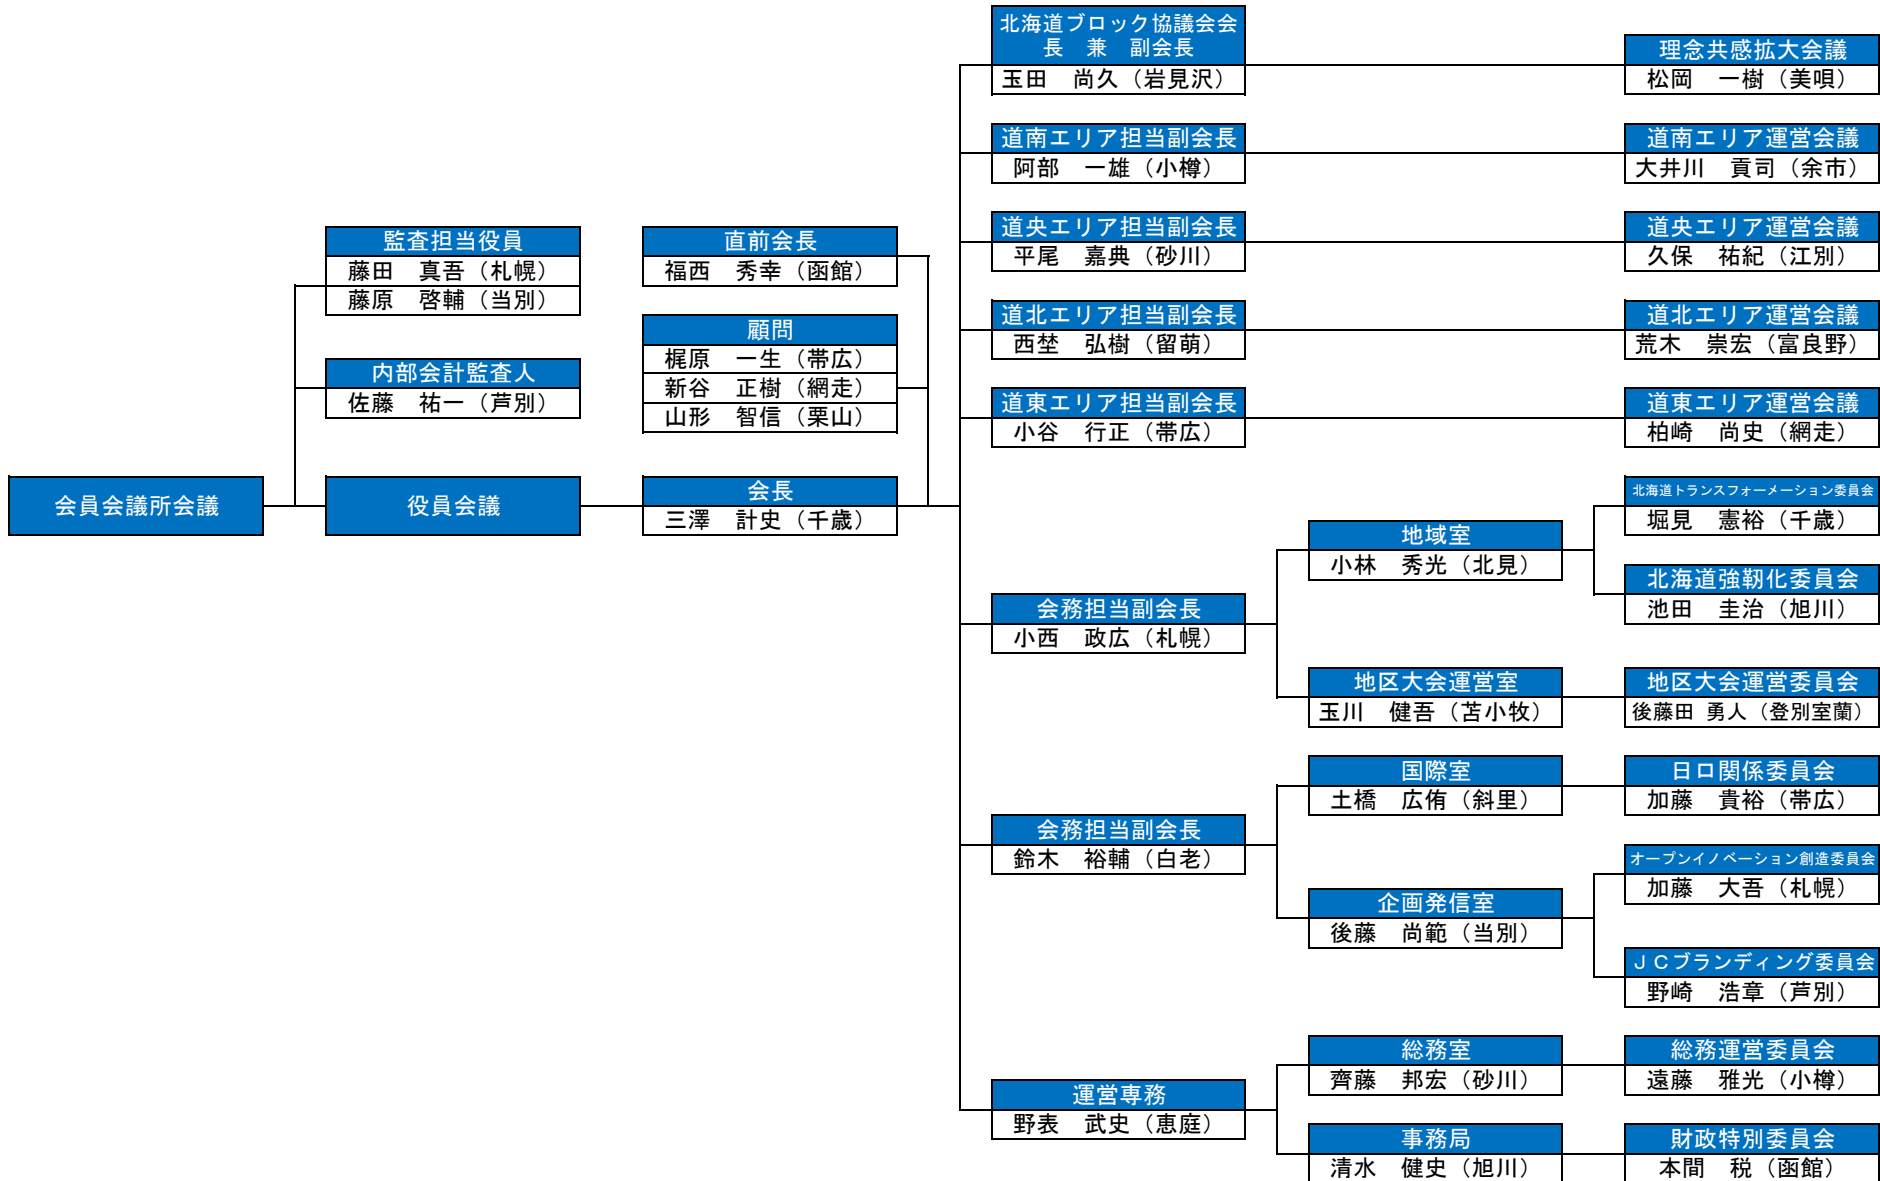 会員会議所会議
監査担当役員
藤田　真吾（札幌）
藤原　啓輔（当別）
内部会計監査人
佐藤　祐一（芦別）
役員会議
直前会長
福西　秀幸（函館）
顧問
梶原　一生（帯広）
新谷　正樹（網走）
山形　智信（栗山）
会長
三澤　計史（千歳）
北海道ブロック協議会会
長　兼　副会長
玉田　尚久（岩見沢）
理念共感拡大会議
松岡　一樹（美唄）
道南エリア担当副会長
阿部　一雄（小樽）
道南エリア運営会議
大井川　貢司（余市）
道央エリア担当副会長
平尾　嘉典（砂川）
道央エリア運営会議
久保　祐紀（江別）
道北エリア担当副会長
西埜　弘樹（留萌）
道北エリア運営会議
荒木　崇宏（富良野）
道東エリア担当副会長
小谷　行正（帯広）
道東エリア運営会議
柏崎　尚史（網走）
会務担当副会長
小西　政広（札幌）
地域室
小林　秀光（北見）
北海道トランスフォーメーション委員会
堀見　憲裕（千歳）
北海道強靭化委員会
池田　圭治（旭川）
地区大会運営室
玉川　健吾（苫小牧）
地区大会運営委員会
後藤田 勇人（登別室蘭）
会務担当副会長
鈴木　裕輔（白老）
国際室
土橋　広侑（斜里）
日ロ関係委員会
加藤　貴裕（帯広）
企画発信室
後藤　尚範（当別）
オープンイノベーション創造委員会
加藤　大吾（札幌）
ＪＣブランディング委員会
野崎　浩章（芦別）
運営専務
野表　武史（恵庭）
総務室
齊藤　邦宏（砂川）
総務運営委員会
遠藤　雅光（小樽）
事務局
清水　健史（旭川）
財政特別委員会
本間　税（函館）